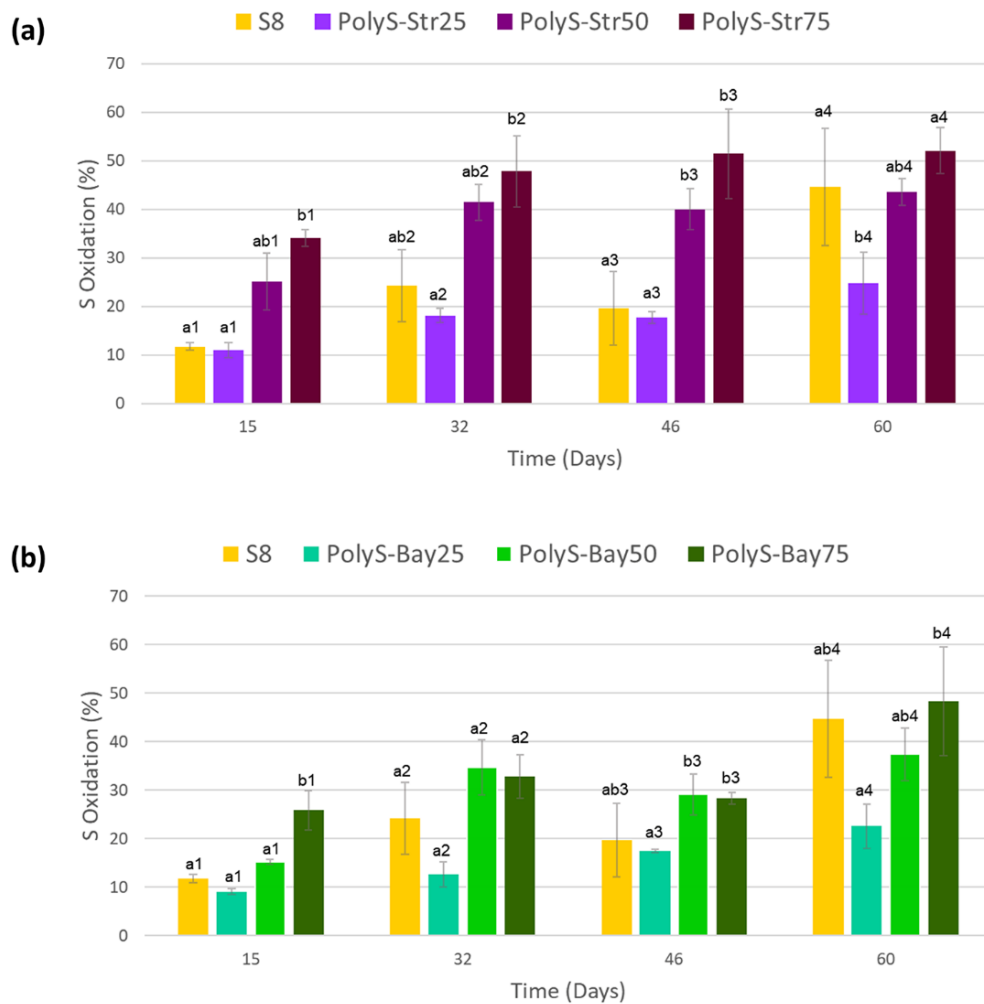 (a)
S8 PolyS-Str25 PolyS-Str50 PolyS-Str75
70
60
50
40
30
20
10
0
S Oxidation (%)
a1 a1 ab1 b1
ab2 a2 ab2 b2
a3 a3 b3 b3
a4 b4 ab4 a4
15 32 46 60
Time (Days)
(b)
S8 PolyS-Bay25 PolyS-Bay50 PolyS-Bay75
70
60
50
40
30
20
10
0
S Oxidation (%)
a1 a1 a1 b1
a2 a2 a2 a2
ab3 a3 b3 b3
ab4 a4 ab4 b4
15 32 46 60
Time (Days)